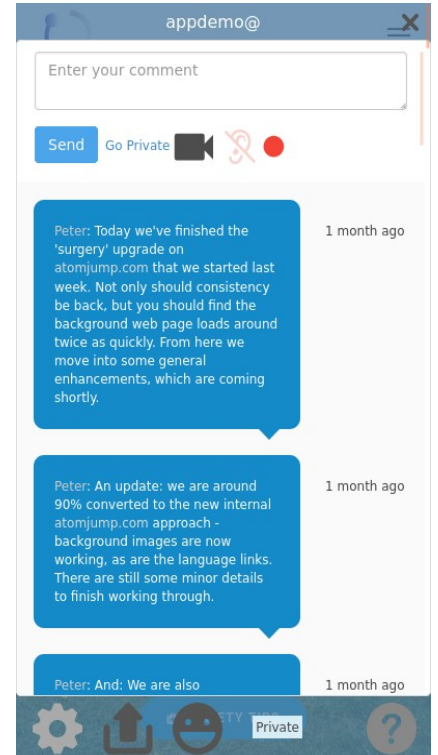 appdemo@
Enter your comment
Send Go Private
Peter: Today we've finished the
'surgery' upgrade on
atomjump.com that we started last
week. Not only should consistency
be back, but you should find the
background web page loads around
twice as quickly. From here we
move into some general
enhancements, which are coming
shortly.
1 month ago
Peter: An update: we are around
90% converted to the new internal
atomjump.com approach -
background images are now
working, as are the language links.
There are still some minor details
to finish working through.
1 month ago
Peter: And: We are also
1 month ago
TIPS
Private
?